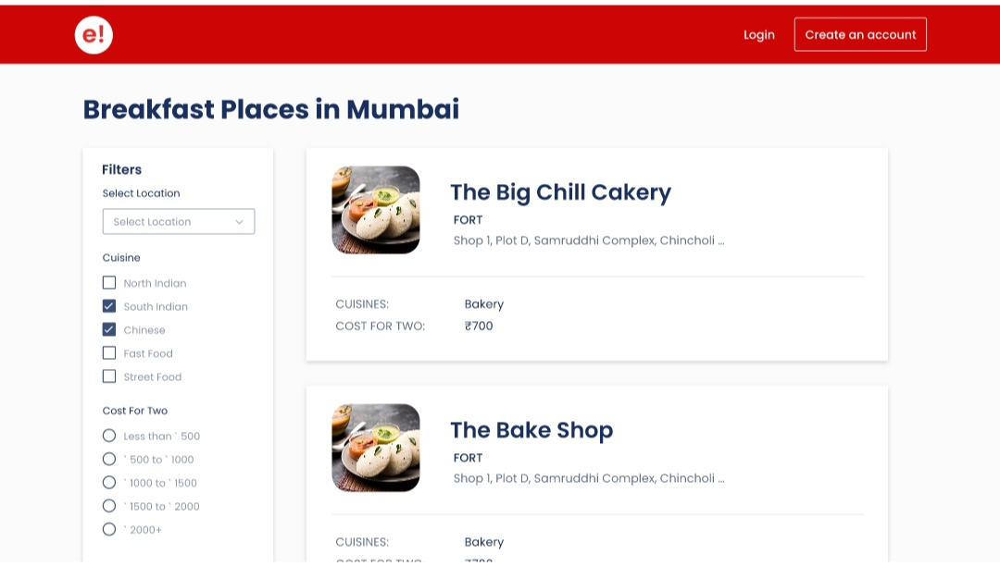 e!
Login
Create an account
Breakfast Places in Mumbai
Filters
Select Location
Select Location
Cuisine
North Indian
South Indian
Chinese
Fast Food
Street Food
Cost For Two
Less than ` 500
` 500 to ` 1000
` 1000 to ` 1500
` 1500 to ` 2000
` 2000+
The Big Chill Cakery
FORT
Shop 1, Plot D, Samruddhi Complex, Chincholi ...
CUISINES: Bakery
COST FOR TWO: ₹700
The Bake Shop
FORT
Shop 1, Plot D, Samruddhi Complex, Chincholi ...
CUISINES: Bakery
COST FOR TWO: ₹700